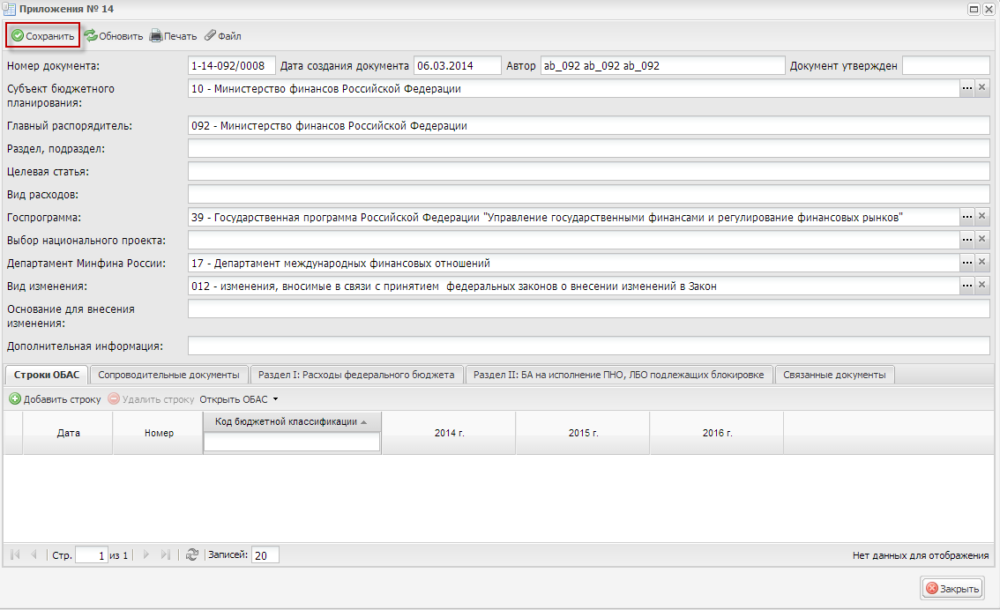 Приложения № 14
Сохранить Обновить Печать Файл
Номер документа: 1-14-092/0008 Дата создания документа 06.03.2014 Автор ab_092 ab_092 ab_092 Документ утвержден
Субъект бюджетного
планирования:
10 - Министерство финансов Российской Федерации
Главный распорядитель: 092 - Министерство финансов Российской Федерации
Раздел, подраздел:
Целевая статья:
Вид расходов:
Госпрограмма: 39 - Государственная программа Российской Федерации "Управление государственными финансами и регулирование финансовых рынков"
Выбор национального проекта:
Департамент Минфина России: 17 - Департамент международных финансовых отношений
Вид изменения: 012 - изменения, вносимые в связи с принятием федеральных законов о внесении изменений в Закон
Основание для внесения
изменения:
Дополнительная информация:
Строки ОБАС Сопроводительные документы Раздел I: Расходы федерального бюджета Раздел II: БА на исполнение ПНО, ЛБО подлежащих блокировке Связанные документы
Добавить строку Удалить строку Открыть ОБАС
Дата Номер Код бюджетной классификации 2014 г. 2015 г. 2016 г.
Стр. 1 из 1 Записей: 20 Нет данных для отображения
Закрыть